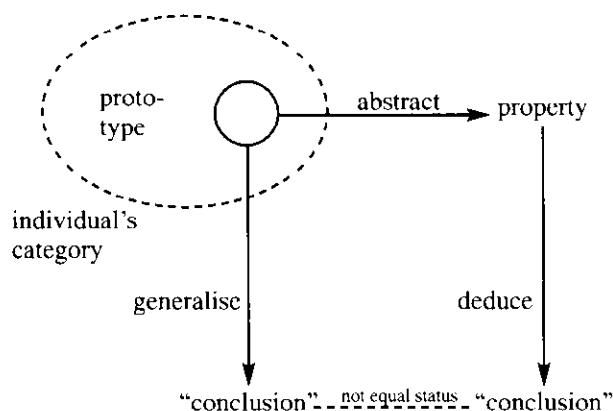 proto-
type
abstract
property
individual's
category
generalise
deduce
"conclusion" not equal status "conclusion"